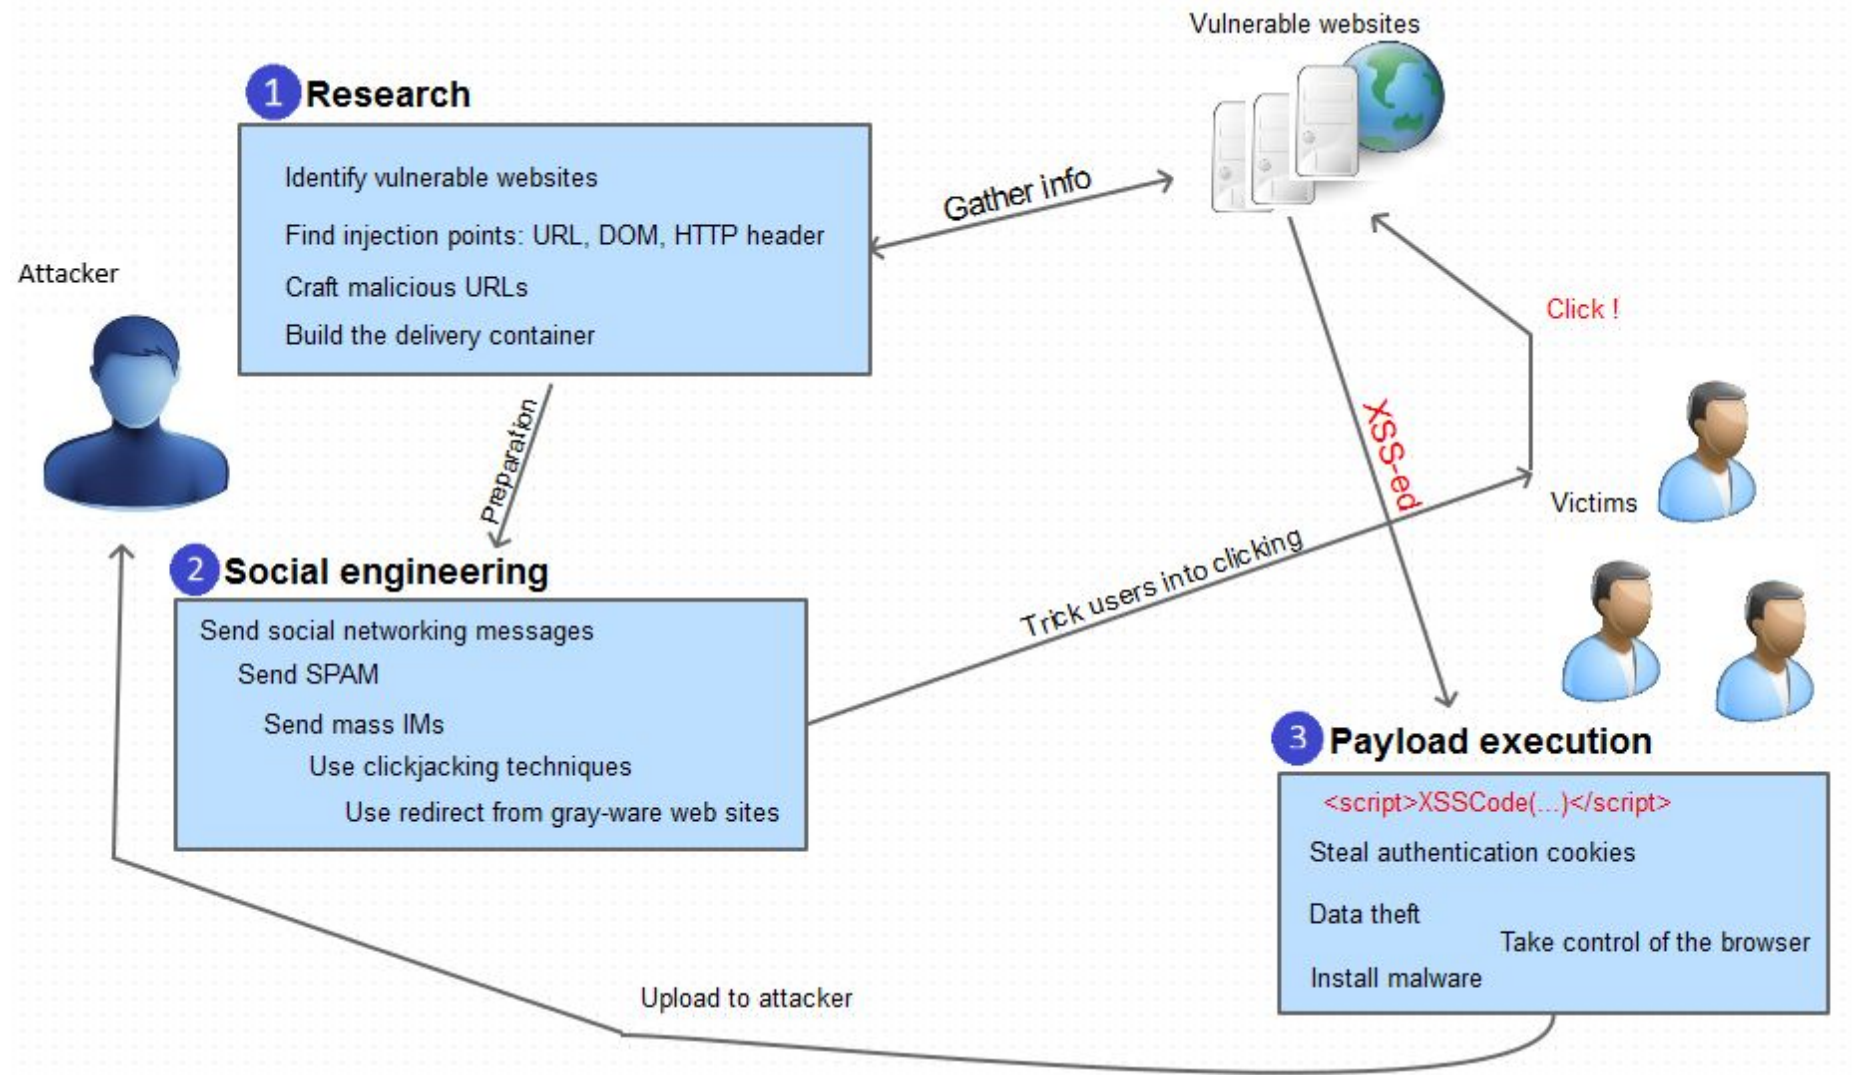 Vulnerable websites
1 Research
Identify vulnerable websites
Find injection points: URL, DOM, HTTP header
Craft malicious URLs
Build the delivery container
Gather info
Attacker
Click !
Preparation
XSS-ed
Victims
2 Social engineering
Send social networking messages
Send SPAM
Send mass IMs
Use clickjacking techniques
Use redirect from gray-ware web sites
Trick users into clicking
3 Payload execution
<script>XSSCode(...)</script>
Steal authentication cookies
Data theft
Take control of the browser
Install malware
Upload to attacker